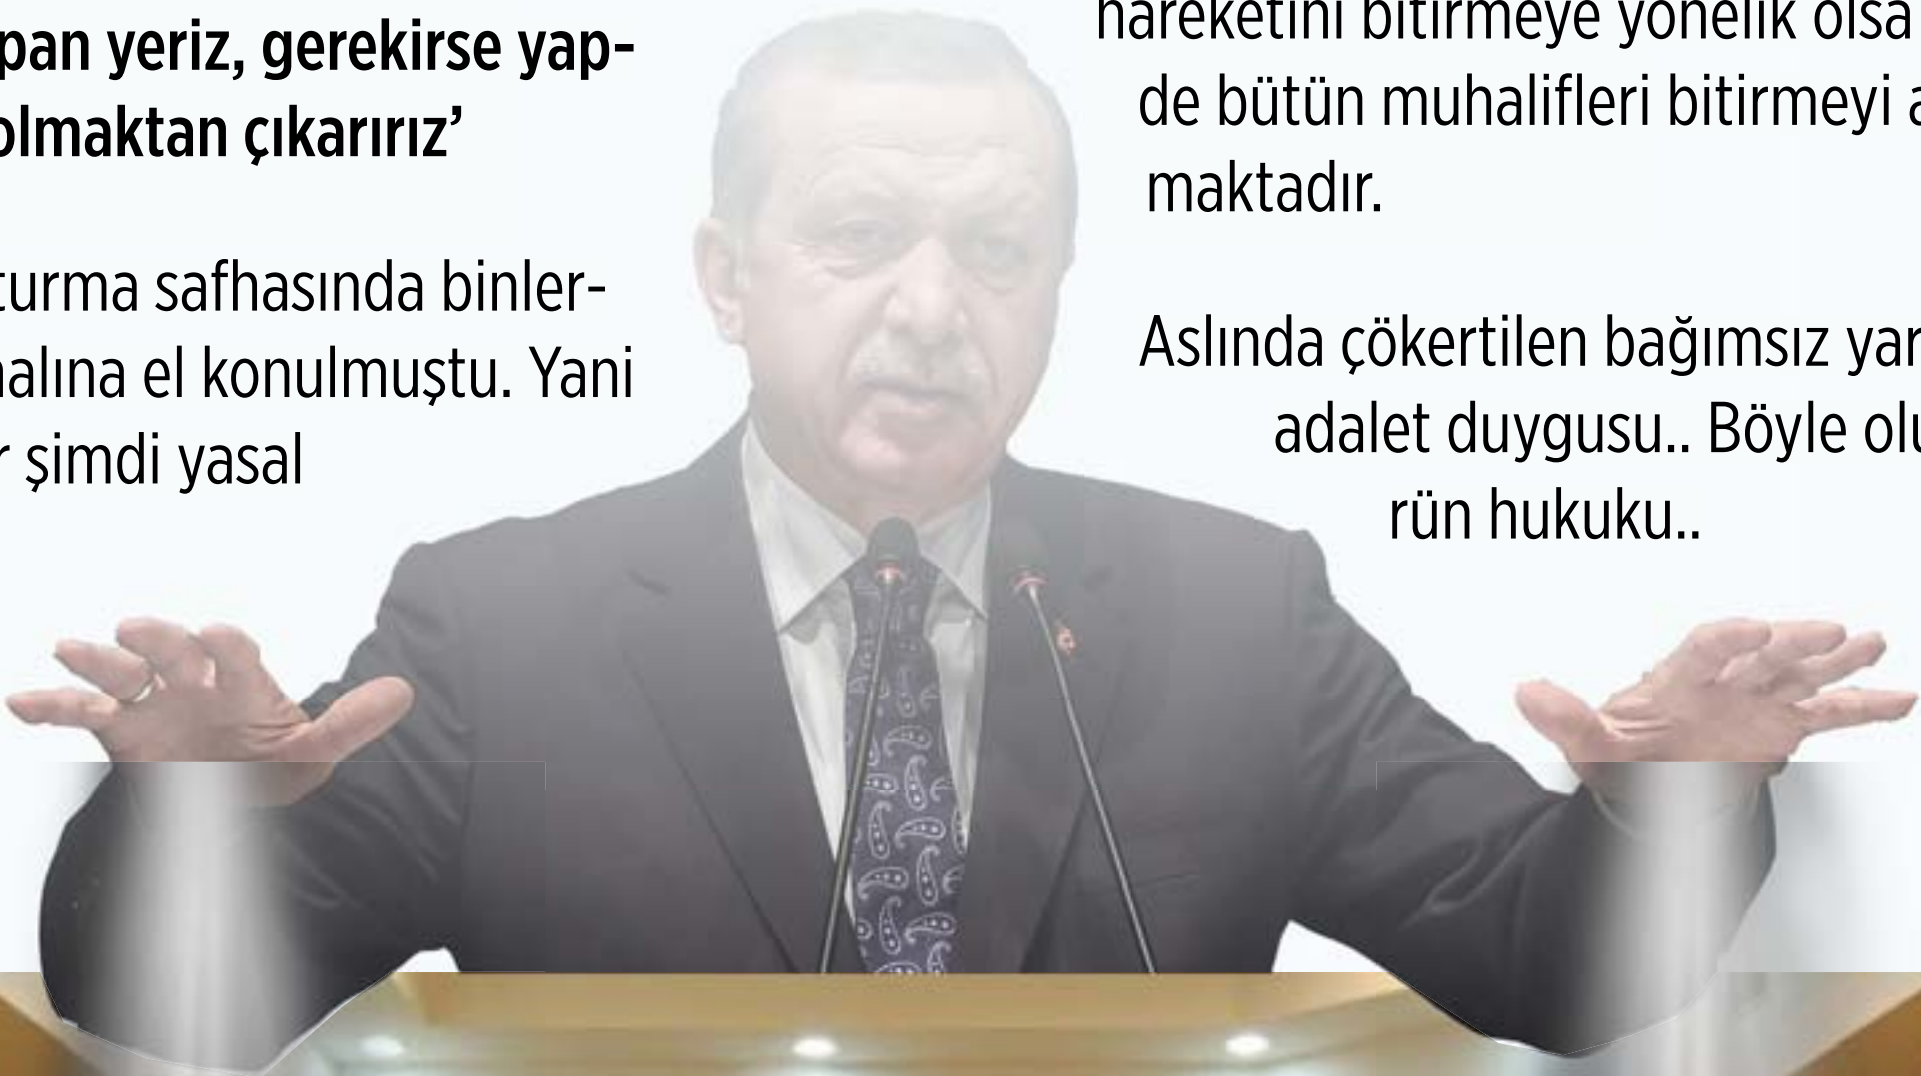 pan yeriz, gerekirse yap-
olmaktan çıkarırız’
turma safhasında binler-
malına el konulmuştu. Yani
r şimdi yasal
hareketini bitirmeye yönelik olsa
de bütün muhalifleri bitirmeyi a
maktadır.
Aslında çökertilen bağımsız yar
adalet duygusu.. Böyle olu
rün hukuku..